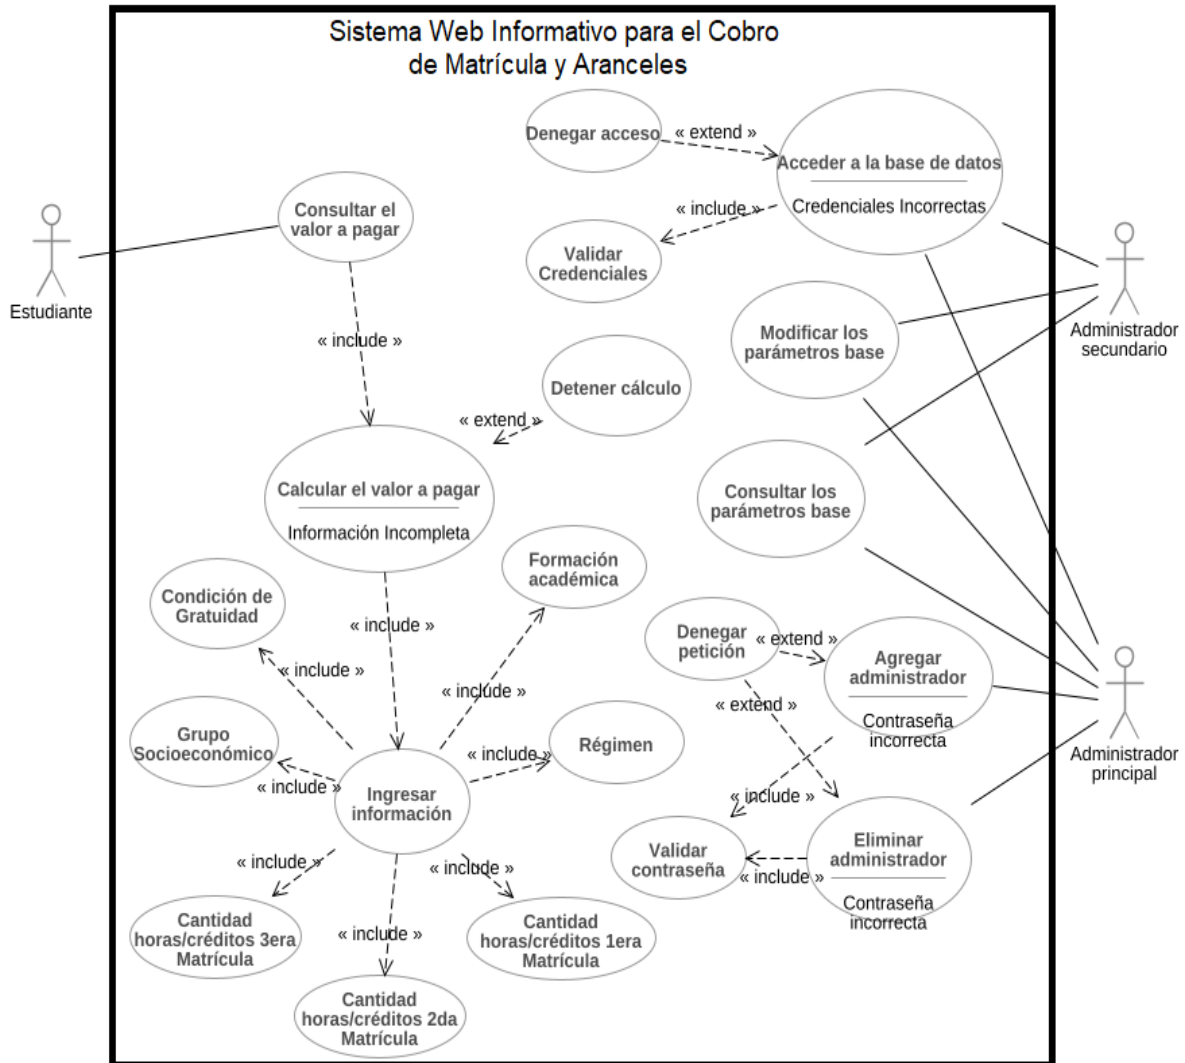 Sistema Web Informativo para el Cobro
de Matrícula y Aranceles
Denegar acceso
« extend »
Acceder a la base de datos
Credenciales Incorrectas
« include »
Validar
Credenciales
Consultar el
valor a pagar
Estudiante
Administrador
secundario
« include »
Modificar los
parámetros base
Detener cálculo
« extend »
Calcular el valor a pagar
Información Incompleta
Consultar los
parámetros base
Formación
académica
Condición de
Gratuidad
« include »
Denegar
petición
« extend »
Agregar
administrador
Contraseña
incorrecta
« include »
« include »
« extend »
Grupo
Socioeconómico
« include »
« include »
Régimen
Administrador
principal
Ingresar
información
« include »
Validar
contraseña
« include »
Eliminar
administrador
Contraseña
incorrecta
« include »
« include »
« include »
Cantidad
horas/créditos 3era
Matrícula
Cantidad
horas/créditos 1era
Matrícula
Cantidad
horas/créditos 2da
Matrícula